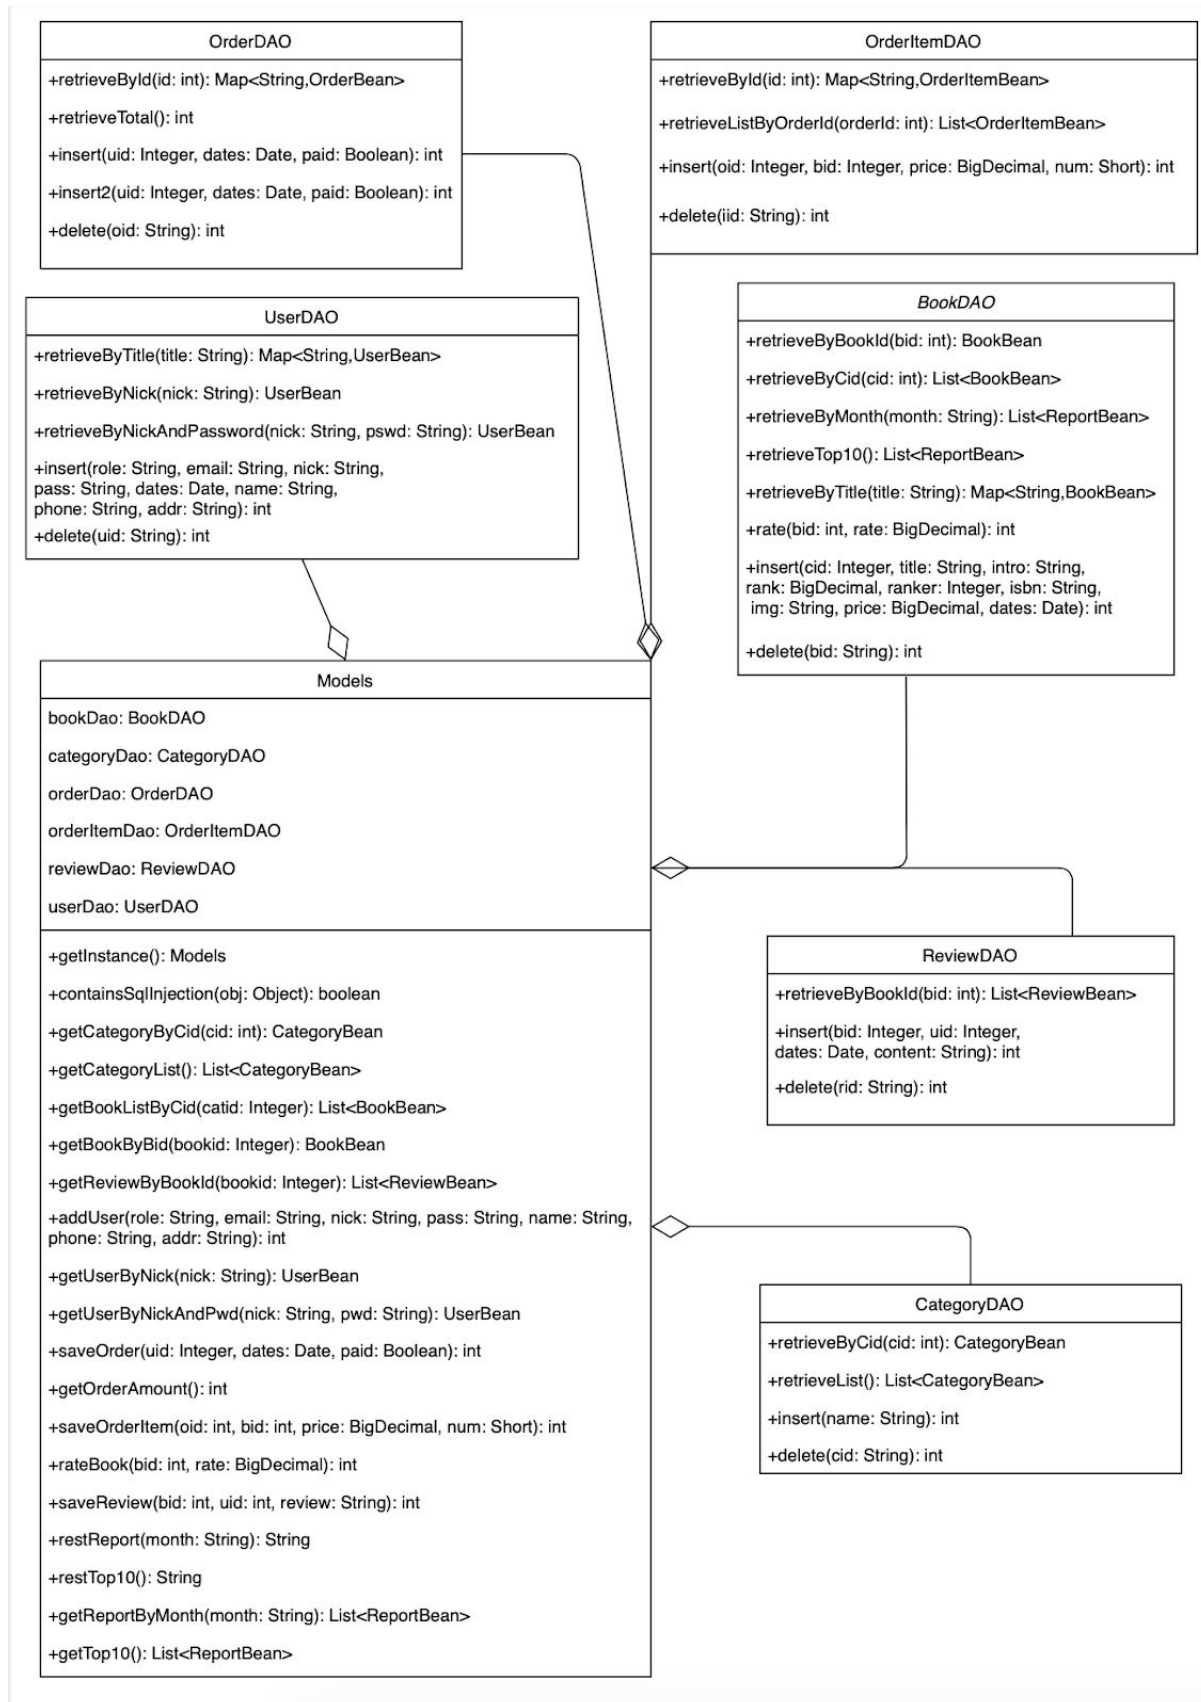 OrderDAO
+retrieveById(id: int): Map<String,OrderBean>
+retrieveTotal(): int
+insert(uid: Integer, dates: Date, paid: Boolean): int
+insert2(uid: Integer, dates: Date, paid: Boolean): int
+delete(oid: String): int
OrderItemDAO
+retrieveById(id: int): Map<String,OrderItemBean>
+retrieveListByOrderId(orderId: int): List<OrderItemBean>
+insert(oid: Integer, bid: Integer, price: BigDecimal, num: Short): int
+delete(iid: String): int
UserDAO
+retrieveByTitle(title: String): Map<String,UserBean>
+retrieveByNick(nick: String): UserBean
+retrieveByNickAndPassword(nick: String, pswd: String): UserBean
+insert(role: String, email: String, nick: String,
pass: String, dates: Date, name: String,
phone: String, addr: String): int
+delete(uid: String): int
BookDAO
+retrieveByBookId(bid: int): BookBean
+retrieveByCid(cid: int): List<BookBean>
+retrieveByMonth(month: String): List<ReportBean>
+retrieveTop10(): List<ReportBean>
+retrieveByTitle(title: String): Map<String,BookBean>
+rate(bid: int, rate: BigDecimal): int
+insert(cid: Integer, title: String, intro: String,
rank: BigDecimal, ranker: Integer, isbn: String,
img: String, price: BigDecimal, dates: Date): int
+delete(bid: String): int
Models
bookDao: BookDAO
categoryDao: CategoryDAO
orderDao: OrderDAO
orderItemDao: OrderItemDAO
reviewDao: ReviewDAO
userDao: UserDAO
+getInstance(): Models
+containsSqlInjection(obj: Object): boolean
+getCategoryByCid(cid: int): CategoryBean
+getCategoryList(): List<CategoryBean>
+getBookListByCid(catid: Integer): List<BookBean>
+getBookByBid(bookid: Integer): BookBean
+getReviewByBookId(bookid: Integer): List<ReviewBean>
+addUser(role: String, email: String, nick: String, pass: String, name: String,
phone: String, addr: String): int
+getUserByNick(nick: String): UserBean
+getUserByNickAndPwd(nick: String, pwd: String): UserBean
+saveOrder(uid: Integer, dates: Date, paid: Boolean): int
+getOrderAmount(): int
+saveOrderItem(oid: int, bid: int, price: BigDecimal, num: Short): int
+rateBook(bid: int, rate: BigDecimal): int
+saveReview(bid: int, uid: int, review: String): int
+restReport(month: String): String
+restTop10(): String
+getReportByMonth(month: String): List<ReportBean>
+getTop10(): List<ReportBean>
ReviewDAO
+retrieveByBookId(bid: int): List<ReviewBean>
+insert(bid: Integer, uid: Integer,
dates: Date, content: String): int
+delete(rid: String): int
CategoryDAO
+retrieveByCid(cid: int): CategoryBean
+retrieveList(): List<CategoryBean>
+insert(name: String): int
+delete(cid: String): int